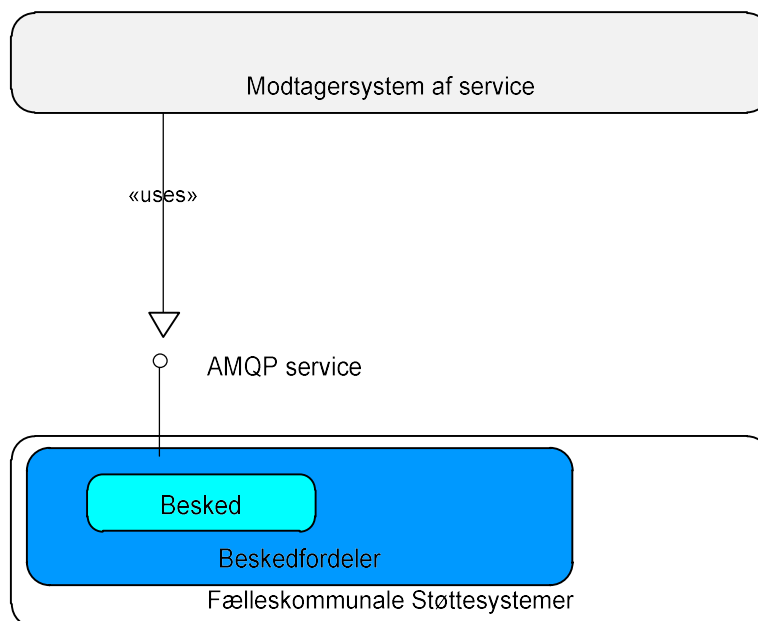 Modtagersystem af service
«uses»
AMQP service
Besked
Beskedfordeler
Fælleskommunale Støttesystemer